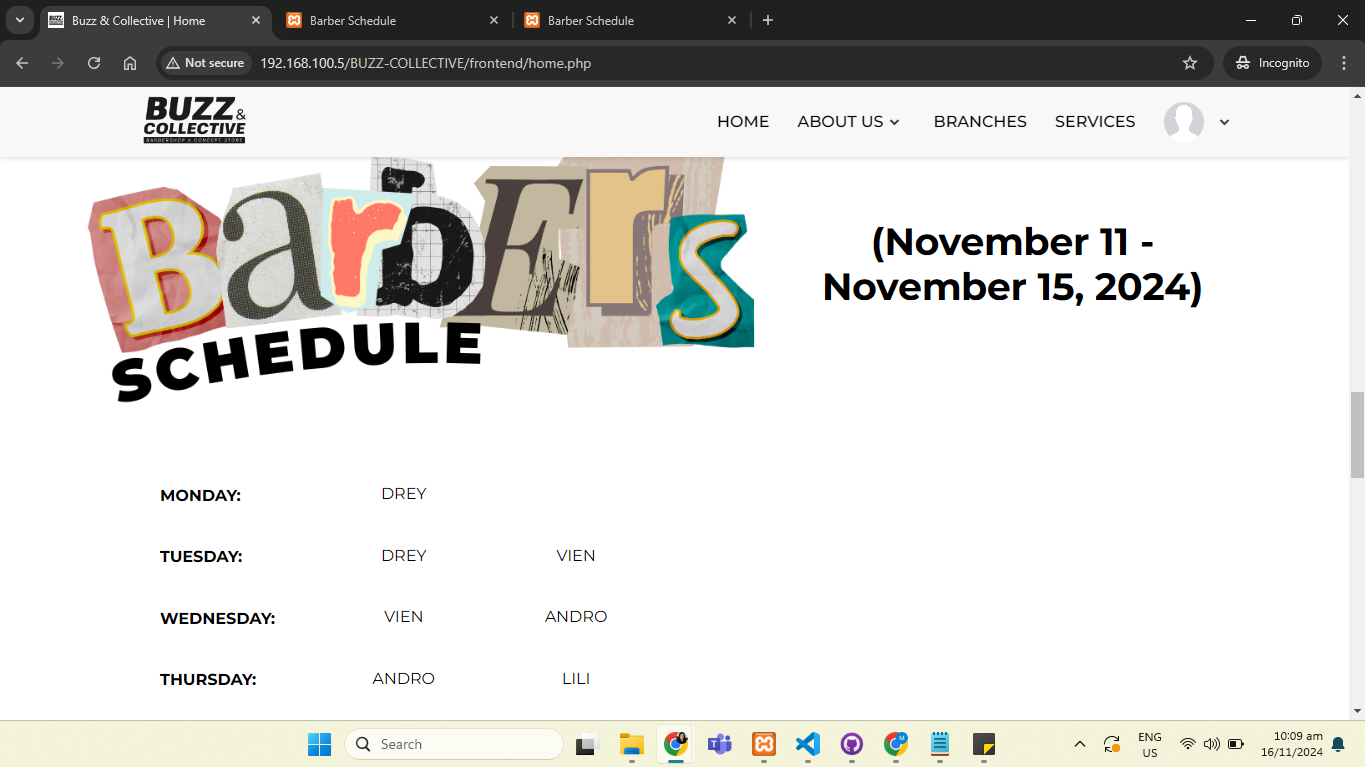 Buzz & Collective | Home
Barber Schedule
Barber Schedule
Not secure
192.168.100.5/BUZZ-COLLECTIVE/frontend/home.php
Incognito
BUZZ &
COLLECTIVE
BARBERSHOP X CONCEPT STORE
HOME
ABOUT US
BRANCHES
SERVICES
BarbErs
SCHEDULE
(November 11 -
November 15, 2024)
MONDAY: DREY
TUESDAY: DREY VIEN
WEDNESDAY: VIEN ANDRO
THURSDAY: ANDRO LILI
Search
ENG
US
10:09 am
16/11/2024